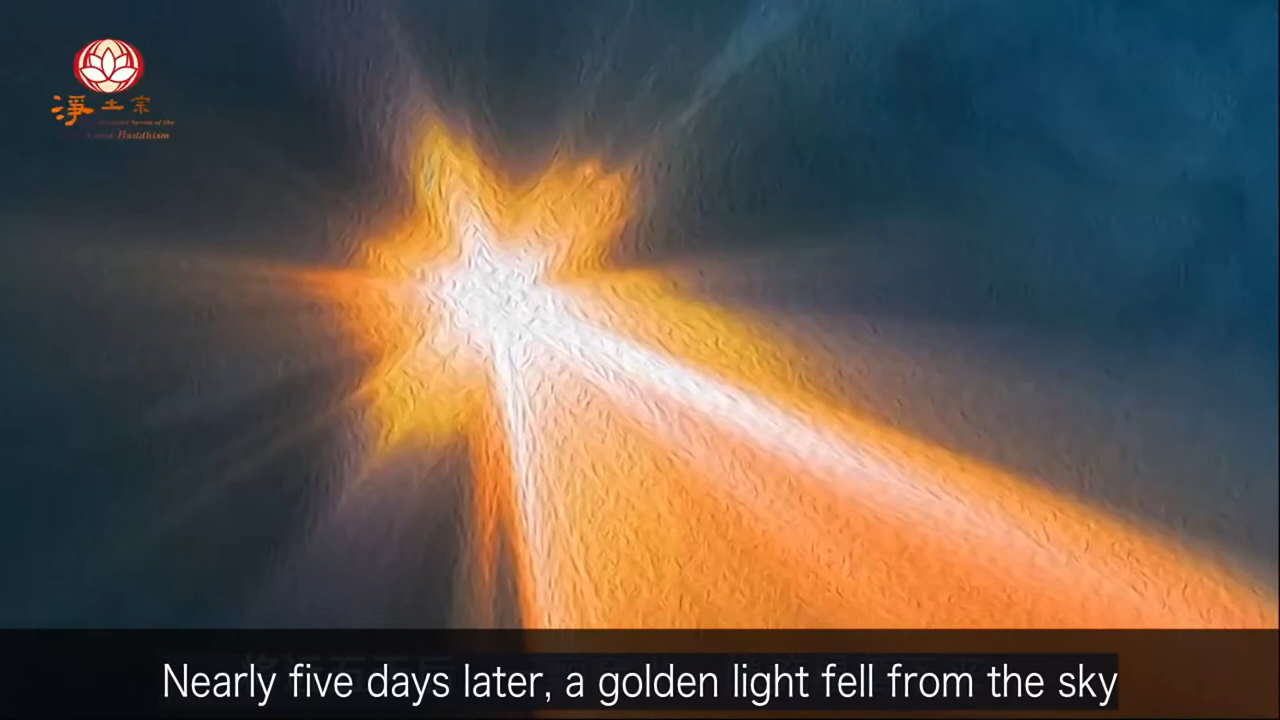 淨土宗
Buddhism
Nearly five days later, a golden light fell from the sky